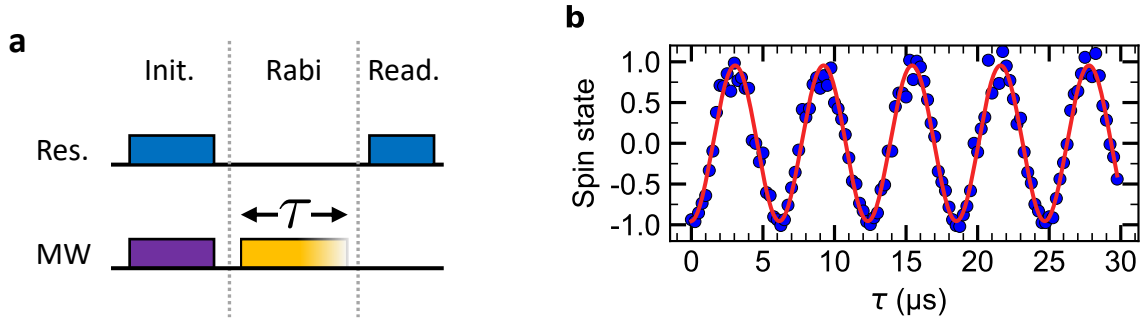 a
Init. Rabi Read.
Res.
τ
MW
b
Spin state
1.0
0.5
0.0
-0.5
-1.0
0 5 10 15 20 25 30
τ (μs)